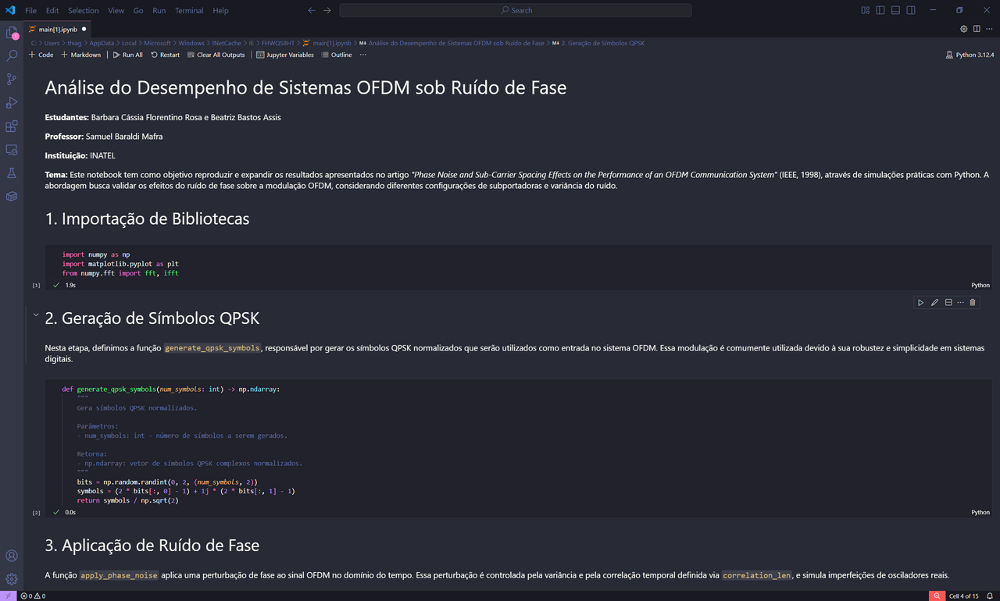 File Edit Selection View Go Run Terminal Help
Search
main[1].ipynb
C: > Users > thiag > AppData > Local > Microsoft > Windows > INetCache > IE > FHWQS8HT > main[1].ipynb > Análise do Desempenho de Sistemas OFDM sob Ruído de Fase > 2. Geração de Símbolos QPSK
+ Code + Markdown | Run All Restart Clear All Outputs | Jupyter Variables Outline ... Python 3.12.4
1
Análise do Desempenho de Sistemas OFDM sob Ruído de Fase
Estudantes: Barbara Cássia Florentino Rosa e Beatriz Bastos Assis
Professor: Samuel Baraldi Mafra
Instituição: INATEL
Tema: Este notebook tem como objetivo reproduzir e expandir os resultados apresentados no artigo "Phase Noise and Sub-Carrier Spacing Effects on the Performance of an OFDM Communication System" (IEEE, 1998), através de simulações práticas com Python. A
abordagem busca validar os efeitos do ruído de fase sobre a modulação OFDM, considerando diferentes configurações de subportadoras e variância do ruído.
1. Importação de Bibliotecas
import numpy as np
import matplotlib.pyplot as plt
from numpy.fft import fft, ifft
[1] 1.9s Python
2. Geração de Símbolos QPSK
Nesta etapa, definimos a função generate_qpsk_symbols, responsável por gerar os símbolos QPSK normalizados que serão utilizados como entrada no sistema OFDM. Essa modulação é comumente utilizada devido à sua robustez e simplicidade em sistemas
digitais.
def generate_qpsk_symbols(num_symbols: int) -> np.ndarray:
"""
Gera símbolos QPSK normalizados.
Parâmetros:
- num_symbols: int - número de símbolos a serem gerados.
Retorna:
- np.ndarray: vetor de símbolos QPSK complexos normalizados.
"""
bits = np.random.randint(0, 2, (num_symbols, 2))
symbols = (2 * bits[:, 0] - 1) + 1j * (2 * bits[:, 1] - 1)
return symbols / np.sqrt(2)
[2] 0.0s Python
3. Aplicação de Ruído de Fase
A função apply_phase_noise aplica uma perturbação de fase ao sinal OFDM no domínio do tempo. Essa perturbação é controlada pela variância e pela correlação temporal definida via correlation_len, e simula imperfeições de osciladores reais.
0 0 Cell 4 of 15